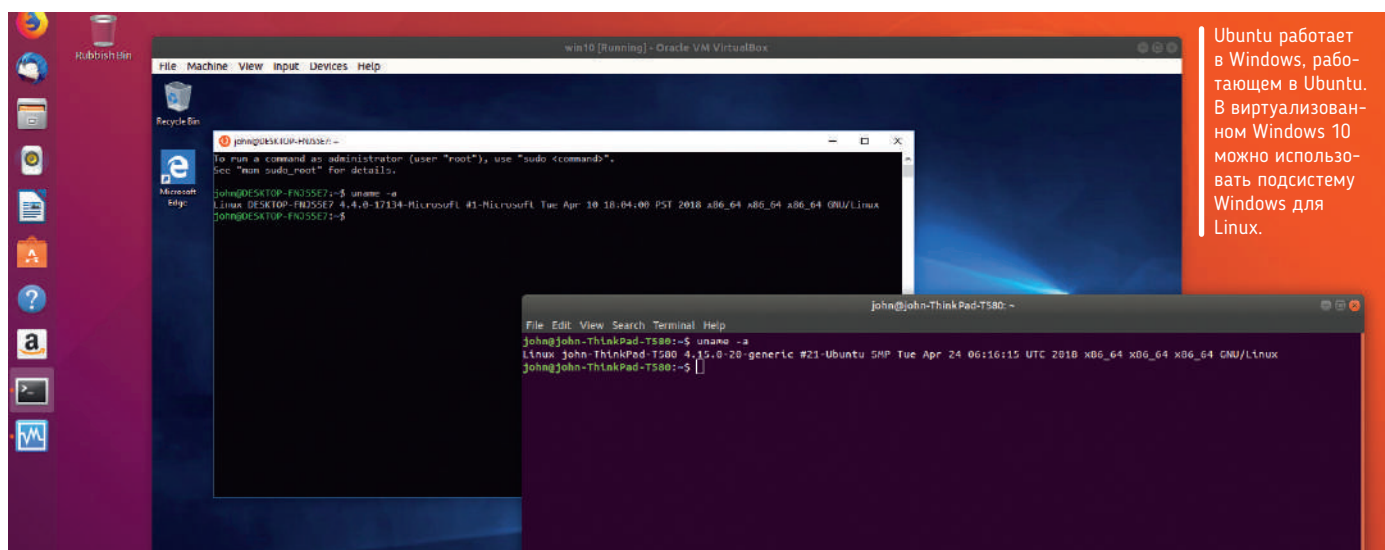 Rubbish Bin
win10 [Running] - Oracle VM VirtualBox
File Machine View Input Devices Help
Recycle Bin
john@DESKTOP-FNJ55E7: ~
To run a command as administrator (user "root"), use "sudo <command>".
See "man sudo_root" for details.
Microsoft
Edge
john@DESKTOP-FNJ55E7:~$ uname -a
Linux DESKTOP-FNJ55E7 4.4.0-17134-Microsoft #1-Microsoft Tue Apr 10 18:04:00 PST 2018 x86_64 x86_64 x86_64 GNU/Linux
john@DESKTOP-FNJ55E7:~$
john@john-ThinkPad-T580: ~
File Edit View Search Terminal Help
john@john-ThinkPad-T580:~$ uname -a
Linux john-ThinkPad-T580 4.15.0-20-generic #21-Ubuntu SMP Tue Apr 24 06:16:15 UTC 2018 x86_64 x86_64 x86_64 GNU/Linux
john@john-ThinkPad-T580:~$
Ubuntu работает
в Windows, рабо-
тающем в Ubuntu.
В виртуализован-
ном Windows 10
можно использо-
вать подсистему
Windows для
Linux.